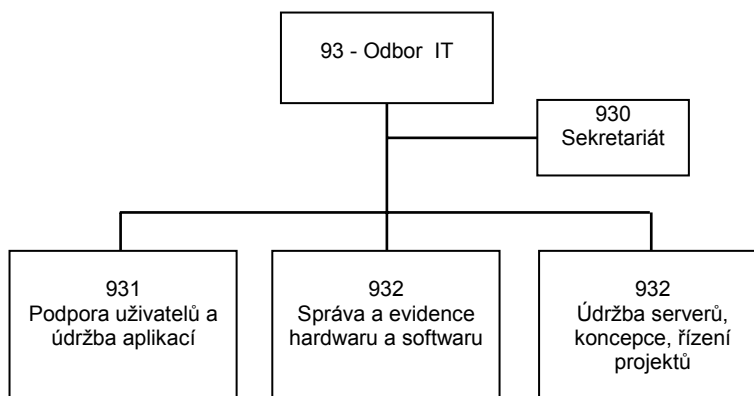 93 - Odbor IT
930
Sekretariát
931
Podpora uživatelů a
údržba aplikací
932
Správa a evidence
hardwaru a softwaru
932
Údržba serverů,
koncepce, řízení
projektů